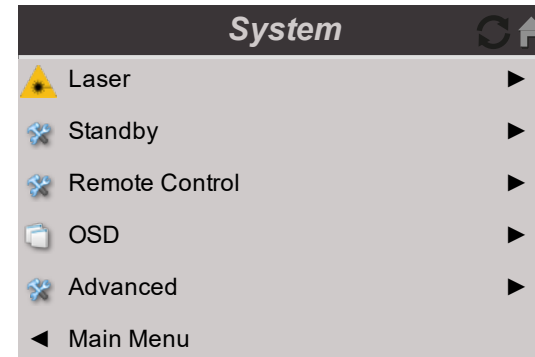 System
Laser
Standby
Remote Control
OSD
Advanced
Main Menu